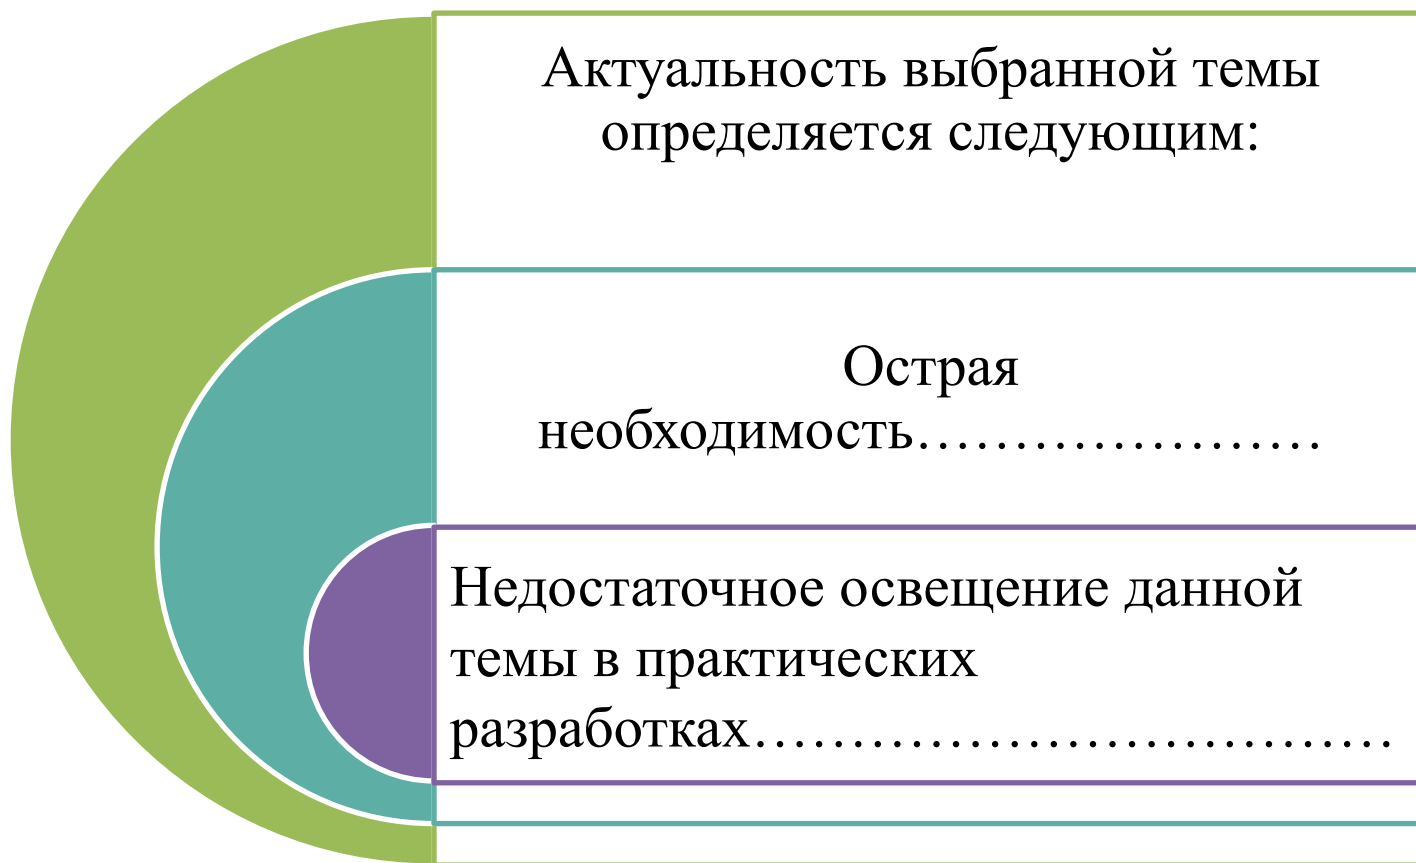 Актуальность выбранной темы
определяется следующим:
Острая
необходимость…………………
Недостаточное освещение данной
темы в практических
разработках……………………………